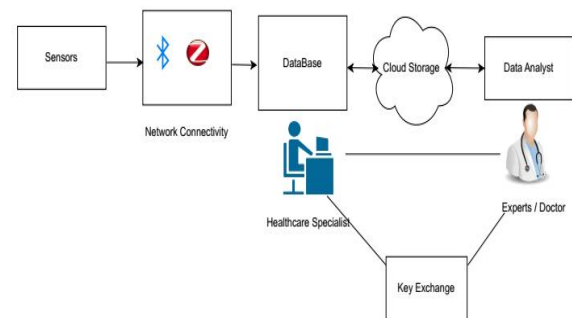 Sensors
DataBase
Cloud Storage
Data Analyst
Network Connectivity
Healthcare Specialist
Experts / Doctor
Key Exchange